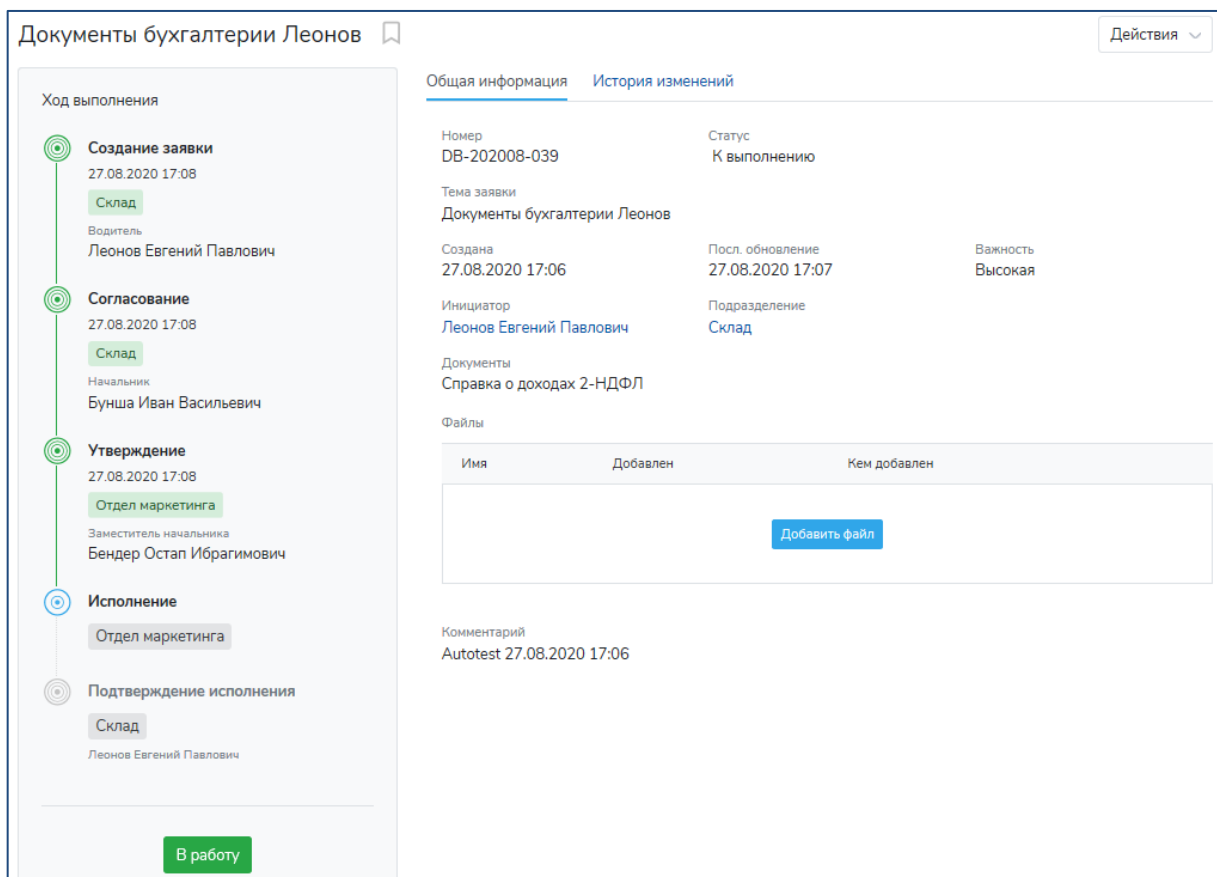 Документы бухгалтерии Леонов
Действия
Ход выполнения
Создание заявки
27.08.2020 17:08
Склад
Водитель
Леонов Евгений Павлович
Согласование
27.08.2020 17:08
Склад
Начальник
Бунша Иван Васильевич
Утверждение
27.08.2020 17:08
Отдел маркетинга
Заместитель начальника
Бендер Остап Ибрагимович
Исполнение
Отдел маркетинга
Подтверждение исполнения
Склад
Леонов Евгений Павлович
В работу
Общая информация История изменений
Номер Статус
DB-202008-039 К выполнению
Тема заявки
Документы бухгалтерии Леонов
Создана Посл. обновление Важность
27.08.2020 17:06 27.08.2020 17:07 Высокая
Инициатор Подразделение
Леонов Евгений Павлович Склад
Документы
Справка о доходах 2-НДФЛ
Файлы
Имя Добавлен Кем добавлен
Добавить файл
Комментарий
Autotest 27.08.2020 17:06